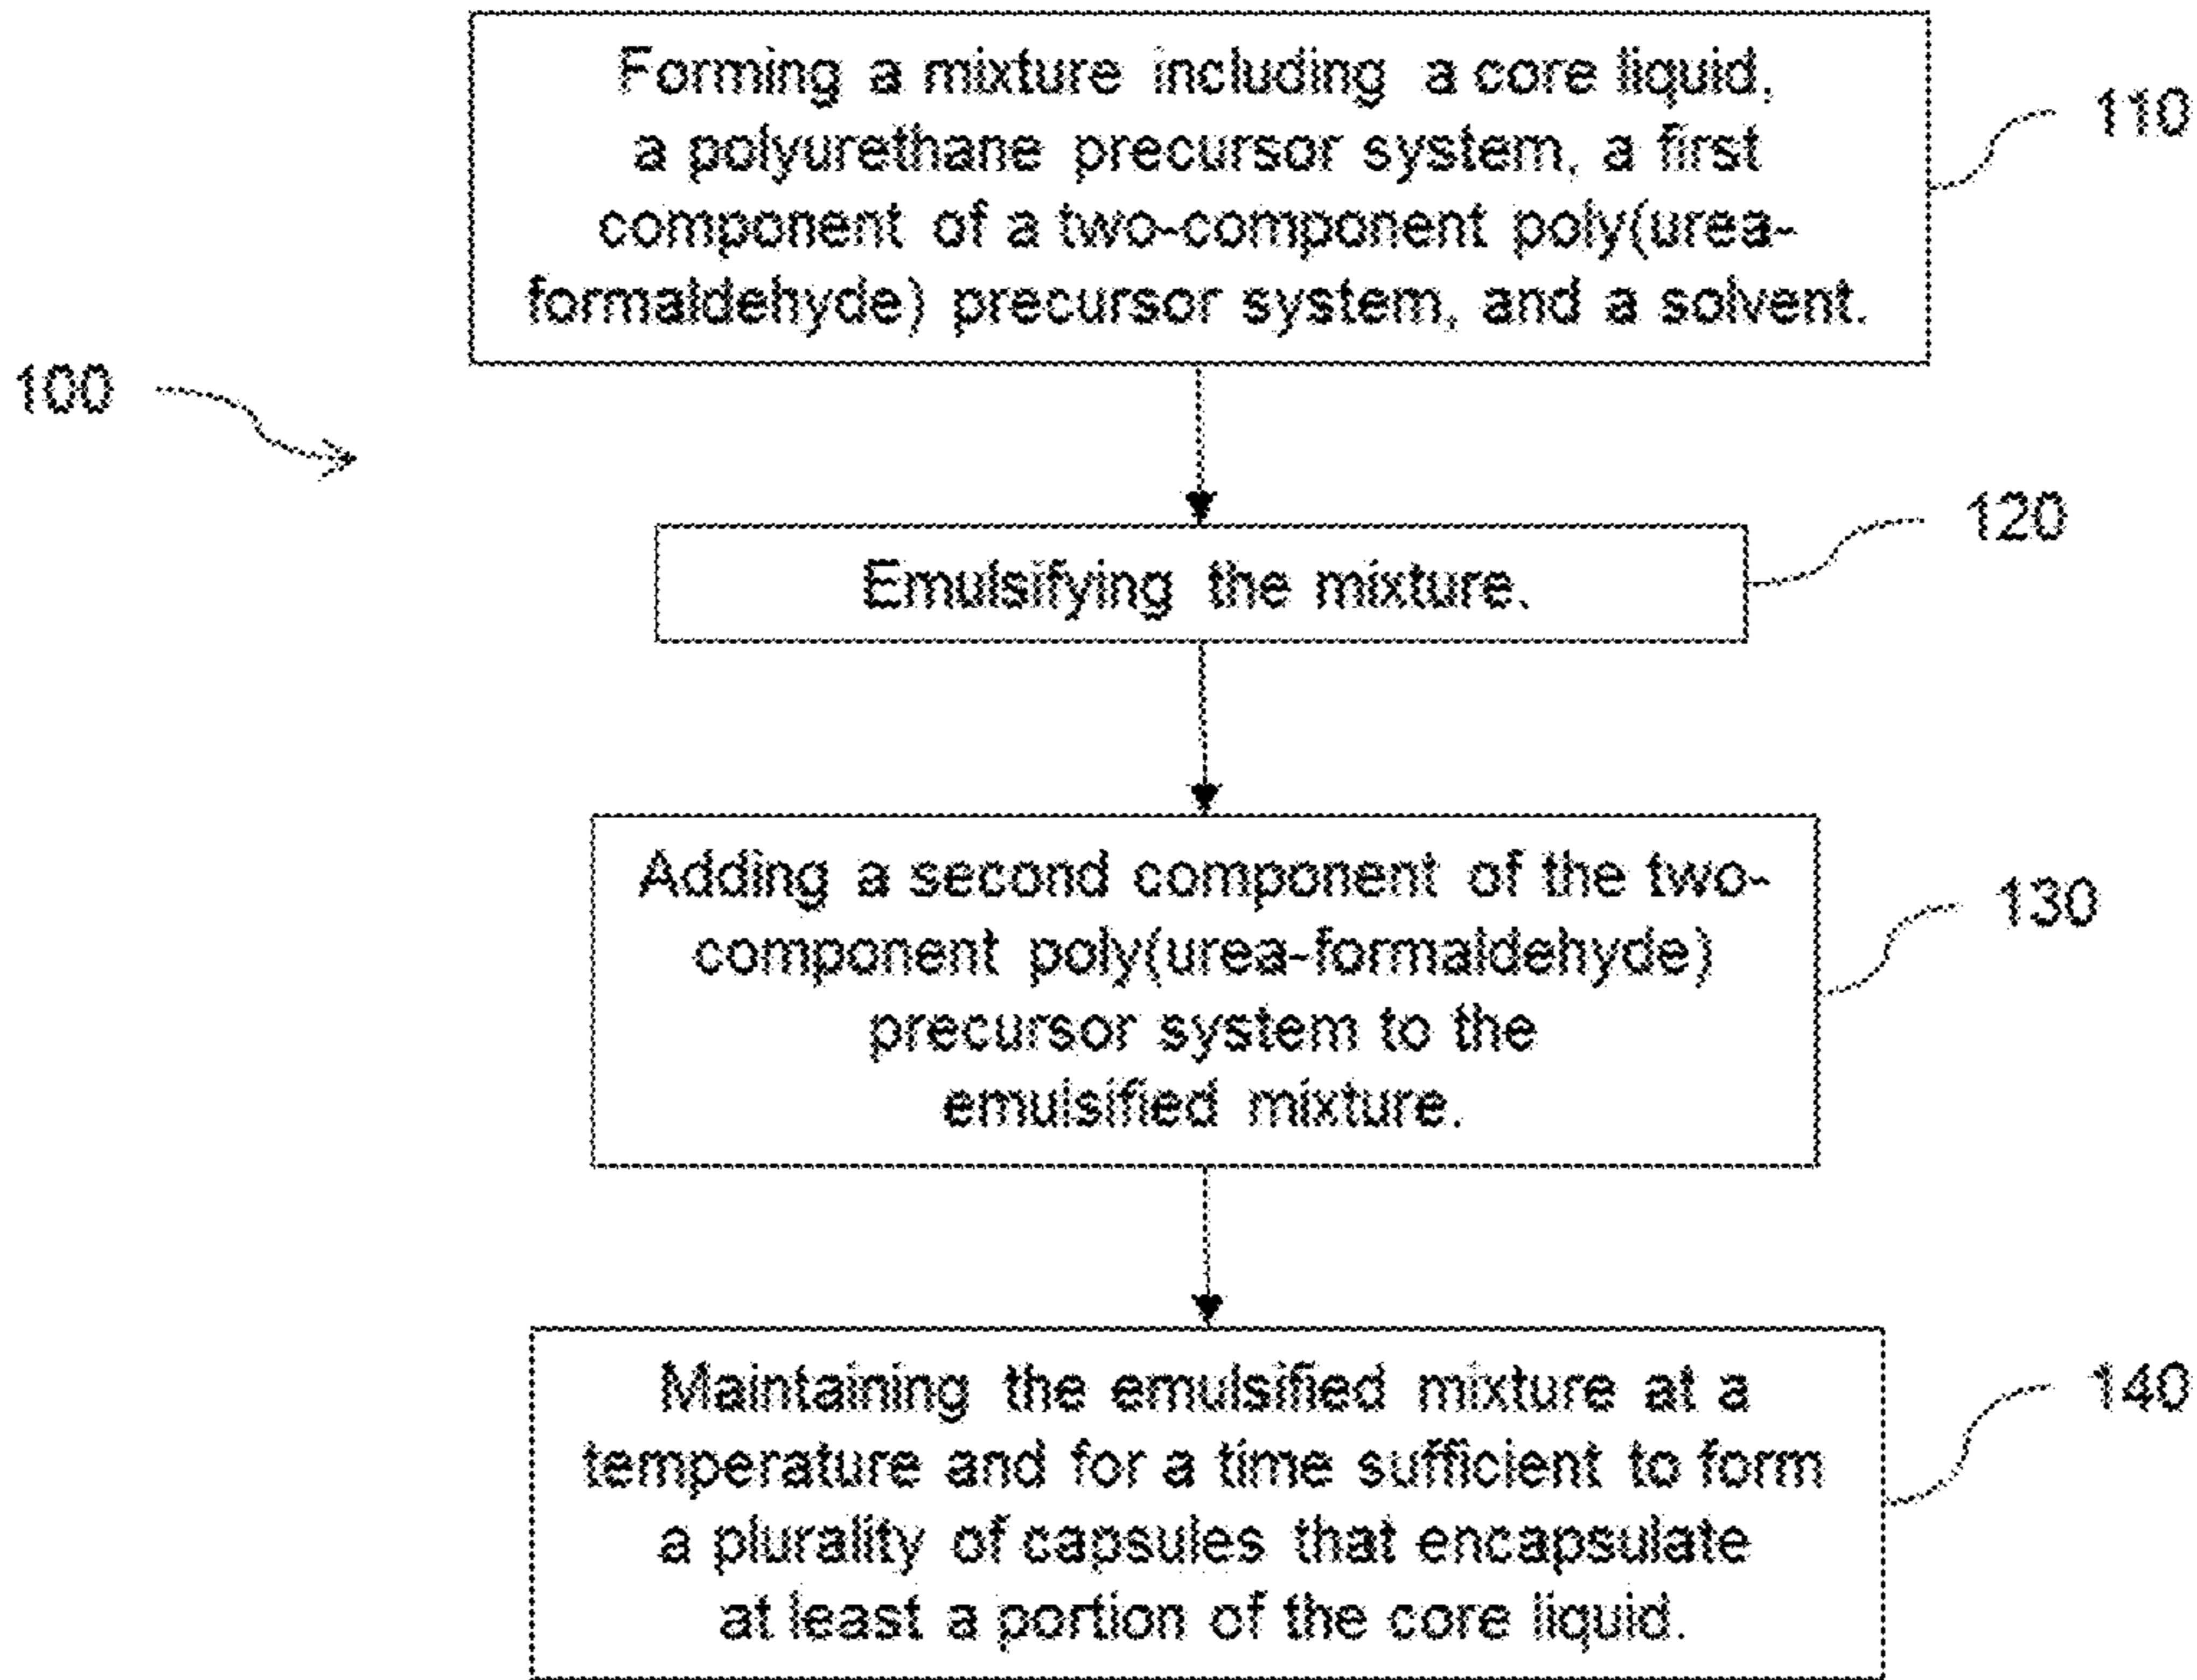 Forming a mixture including a core liquid,
a polyurethane precursor system, a first
component of a two-component poly(urea-
formaldehyde) precursor system, and a solvent.
110
100
120
Emulsifying the mixture.
Adding a second component of the two-
component poly(urea-formaldehyde)
precursor system to the
emulsified mixture.
130
Maintaining the emulsified mixture at a
temperature and for a time sufficient to form
a plurality of capsules that encapsulate
at least a portion of the core liquid.
140